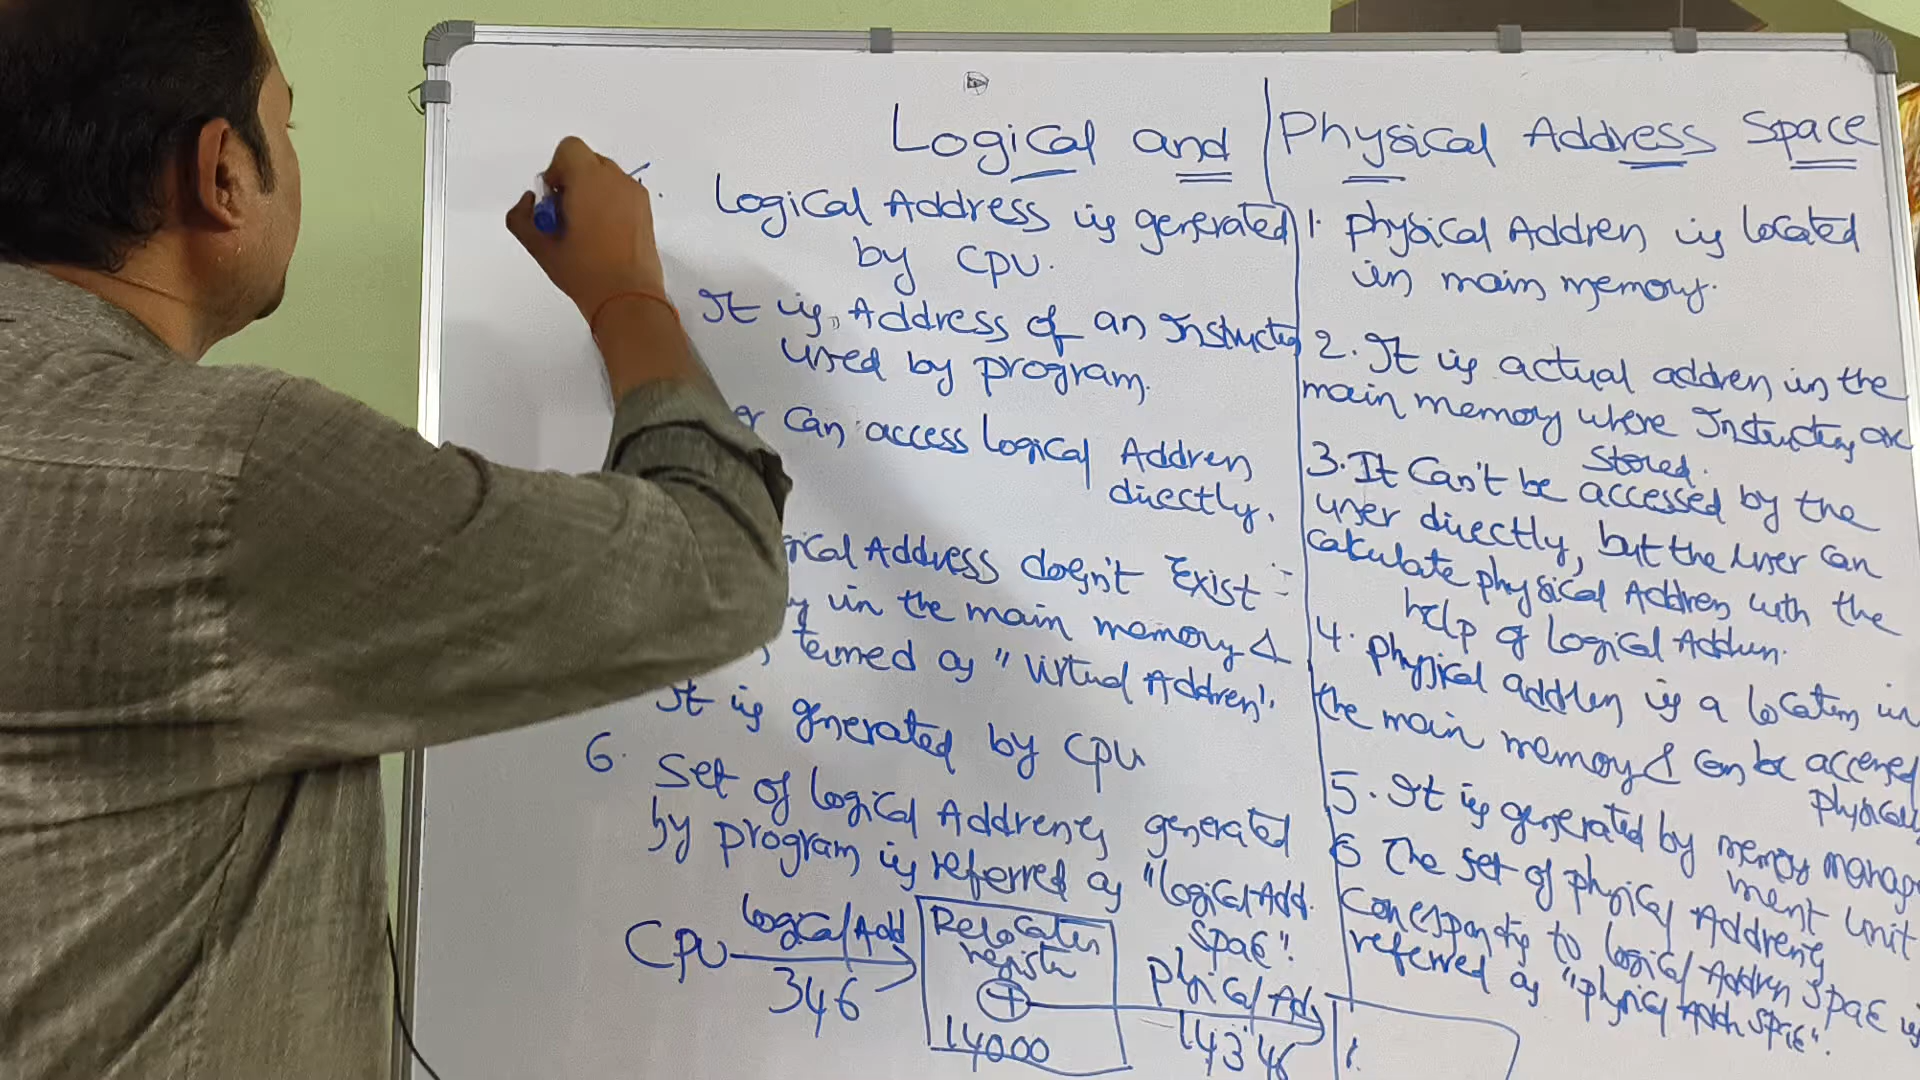 Logical and Physical Address Space
Logical Address is generated
by CPU.
It is Address of an Instruction
used by program.
can access Logical Address
directly.
Address doesn't Exist
in the main memory &
termed as "Virtual Address".
It is generated by CPU
6. Set of Logical Addresses generated
by program is referred as "Logical Add.
Space".
1. Physical Address is located
in main memory.
2. It is actual address in the
main memory where Instructions are
stored.
3. It Can't be accessed by the
user directly, but the user can
calculate physical Address with the
help of Logical Address.
4. Physical address is a location in
the main memory & can be accessed
physically
5. It is generated by memory manage
ment unit
6 The set of physical Addresses
Corresponding to Logical Address Space is
referred as "physical Addr Space".
CPU
Logical Add
346
Relocation
register
+
14000
Physical Add
14346
1.